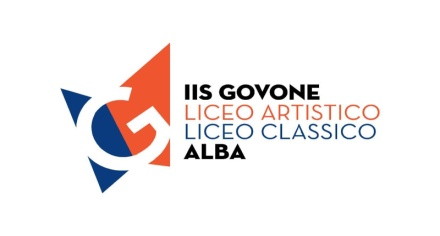 G
IIS GOVONE
LICEO ARTISTICO
LICEO CLASSICO
ALBA